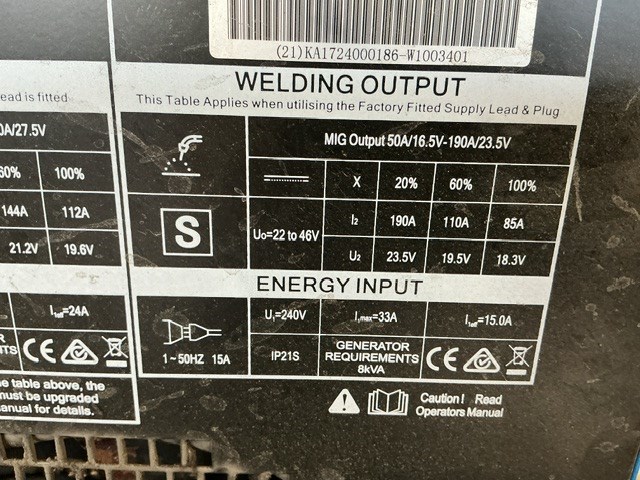 (21)KA1724000186-W1003401
WELDING OUTPUT
This Table Applies when utilising the Factory Fitted Supply Lead & Plug
MIG Output 50A/16.5V-190A/23.5V
X 20% 60% 100%
S
U₀=22 to 46V
I₂ 190A 110A 85A
U₂ 23.5V 19.5V 18.3V
ENERGY INPUT
1~50HZ 15A
U₁=240V I₁max=33A I₁eff=15.0A
IP21S
GENERATOR
REQUIREMENTS
8kVA
CE
Caution! Read
Operators Manual
ead is fitted
0A/27.5V
60% 100%
144A 112A
21.2V 19.6V
I₁eff=24A
NTS
CE
table above, the
must be upgraded
anual for details.